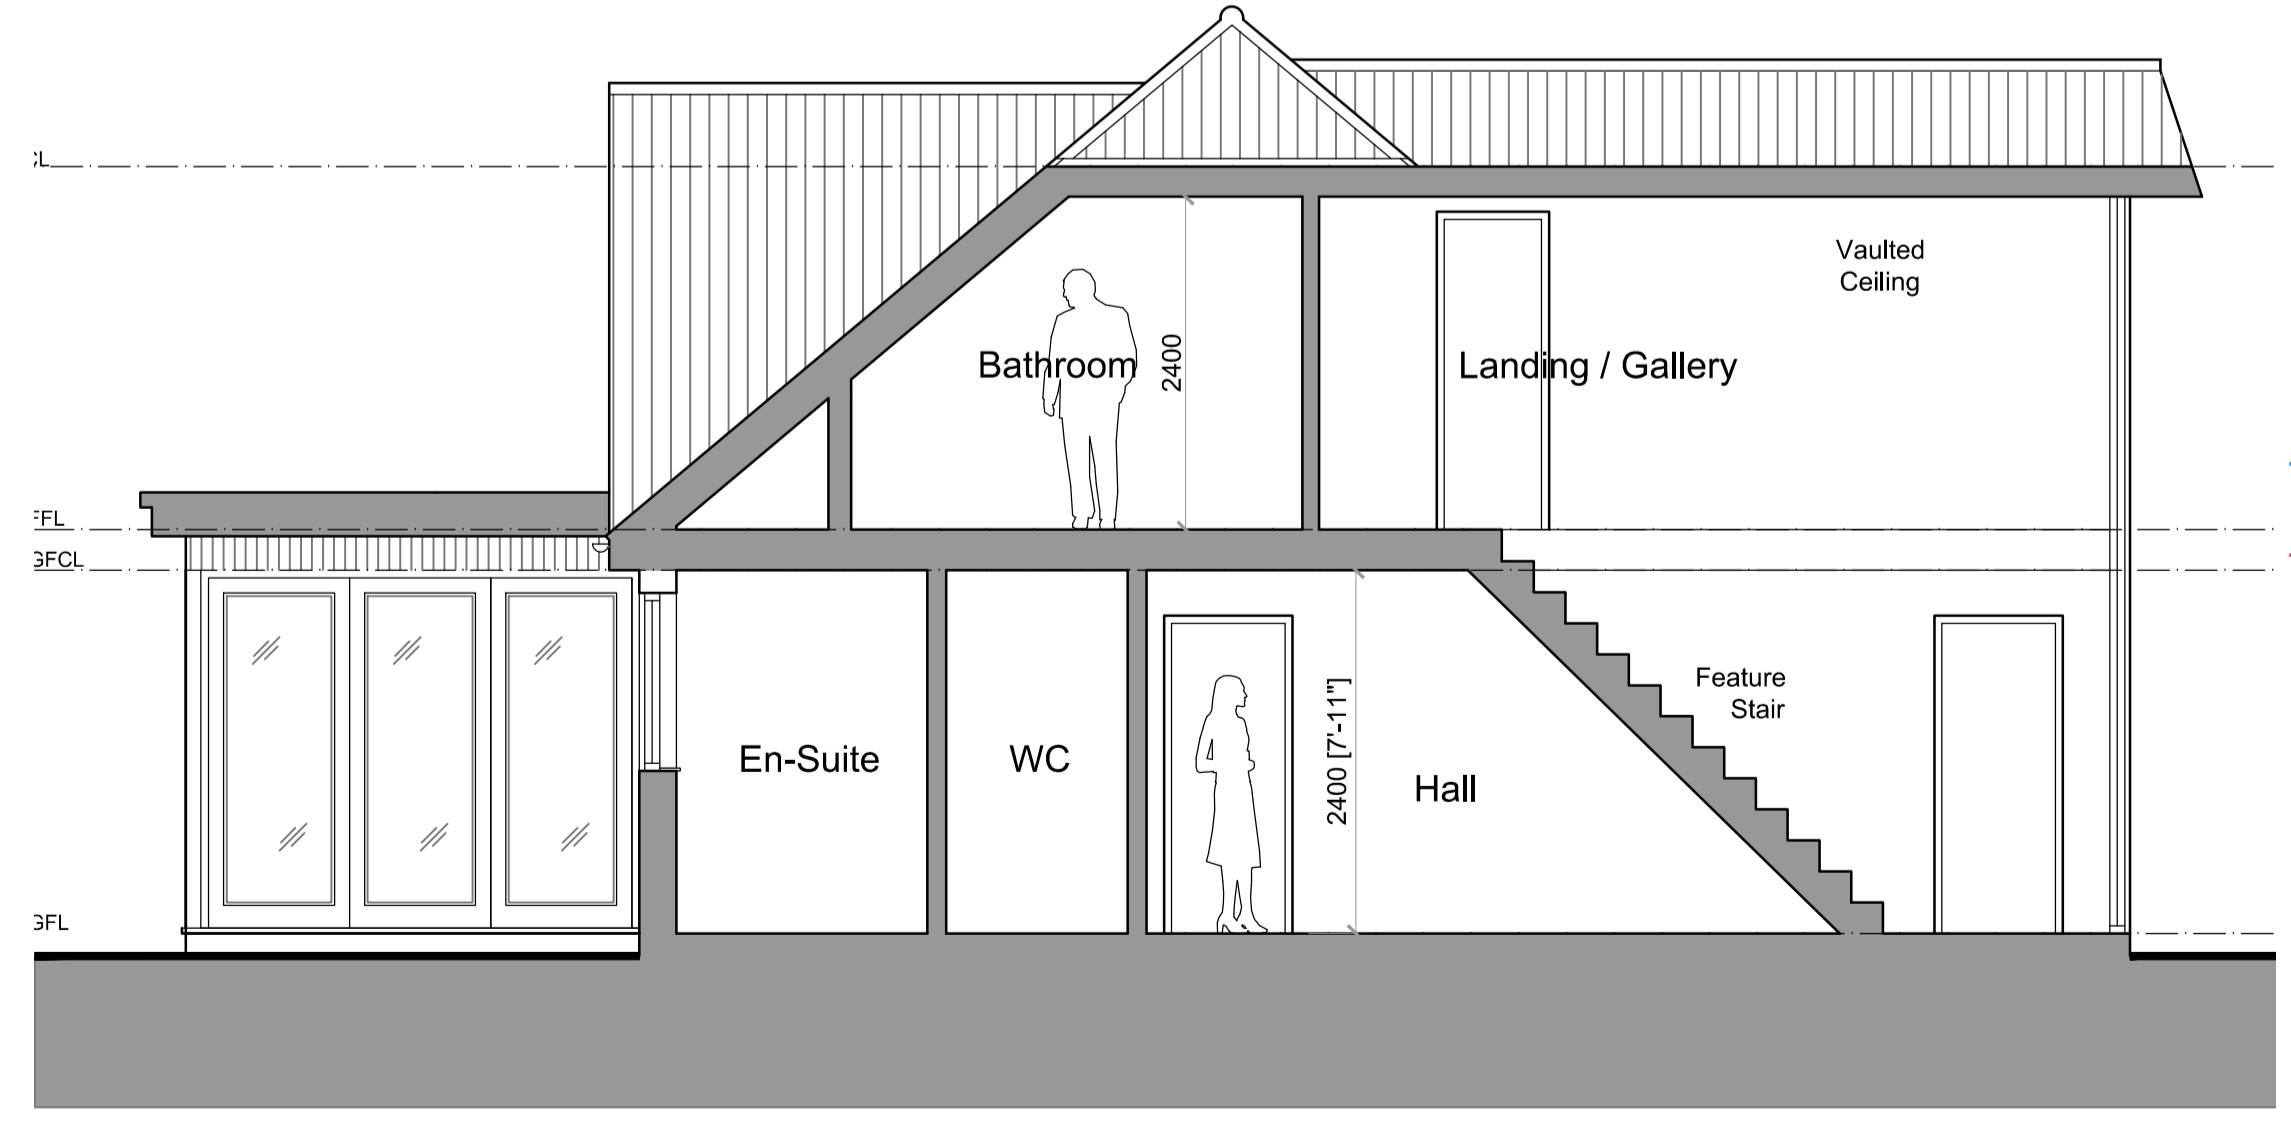 CL
Vaulted
Ceiling
Bathroom
2400
Landing / Gallery
FFL
GFCL
Feature
Stair
2400 [7'-11"]
En-Suite
WC
Hall
GFL